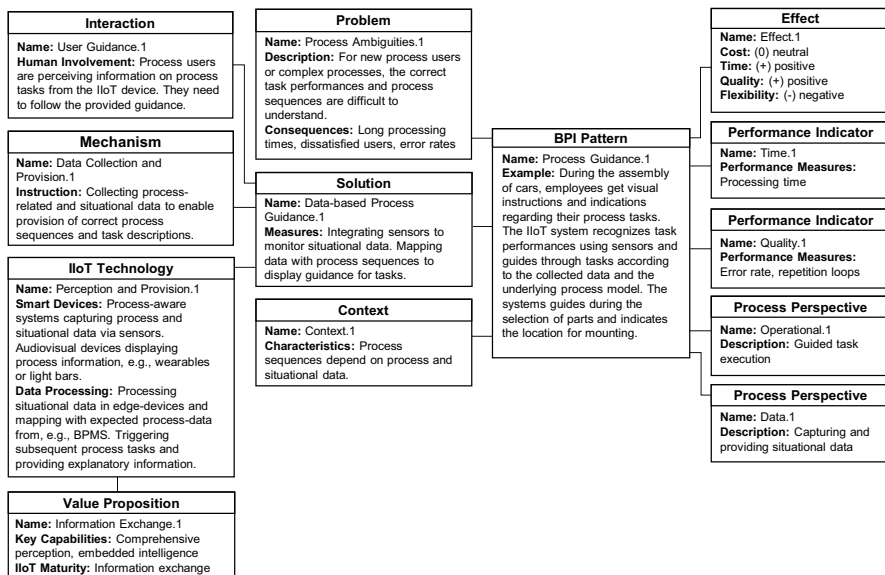 Interaction
Name: User Guidance.1
Human Involvement: Process users
are perceiving information on process
tasks from the IIoT device. They need
to follow the provided guidance.
Mechanism
Name: Data Collection and
Provision.1
Instruction: Collecting process-
related and situational data to enable
provision of correct process
sequences and task descriptions.
IIoT Technology
Name: Perception and Provision.1
Smart Devices: Process-aware
systems capturing process and
situational data via sensors.
Audiovisual devices displaying
process information, e.g., wearables
or light bars.
Data Processing: Processing
situational data in edge-devices and
mapping with expected process-data
from, e.g., BPMS. Triggering
subsequent process tasks and
providing explanatory information.
Value Proposition
Name: Information Exchange.1
Key Capabilities: Comprehensive
perception, embedded intelligence
IIoT Maturity: Information exchange
Problem
Name: Process Ambiguities.1
Description: For new process users
or complex processes, the correct
task performances and process
sequences are difficult to
understand.
Consequences: Long processing
times, dissatisfied users, error rates
Solution
Name: Data-based Process
Guidance.1
Measures: Integrating sensors to
monitor situational data. Mapping
data with process sequences to
display guidance for tasks.
Context
Name: Context.1
Characteristics: Process
sequences depend on process and
situational data.
BPI Pattern
Name: Process Guidance.1
Example: During the assembly
of cars, employees get visual
instructions and indications
regarding their process tasks.
The IIoT system recognizes task
performances using sensors and
guides through tasks according
to the collected data and the
underlying process model. The
systems guides during the
selection of parts and indicates
the location for mounting.
Effect
Name: Effect.1
Cost: (0) neutral
Time: (+) positive
Quality: (+) positive
Flexibility: (-) negative
Performance Indicator
Name: Time.1
Performance Measures:
Processing time
Performance Indicator
Name: Quality.1
Performance Measures:
Error rate, repetition loops
Process Perspective
Name: Operational.1
Description: Guided task
execution
Process Perspective
Name: Data.1
Description: Capturing and
providing situational data